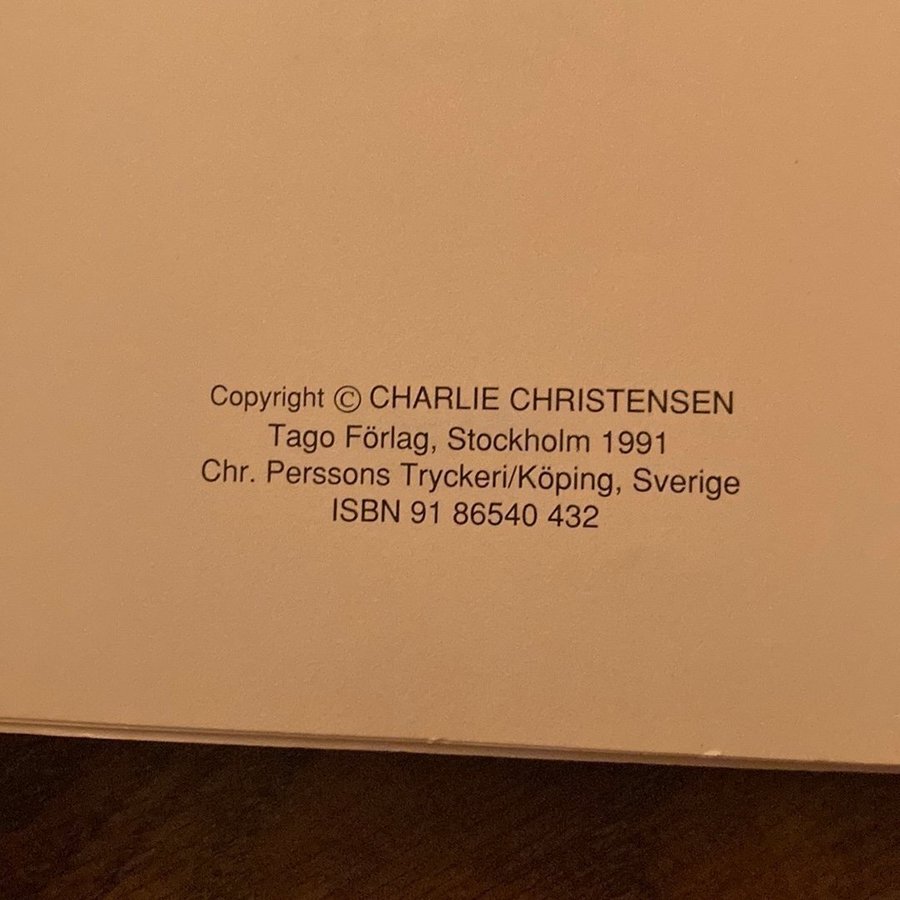 Copyright © CHARLIE CHRISTENSEN
Tago Förlag, Stockholm 1991
Chr. Perssons Tryckeri/Köping, Sverige
ISBN 91 86540 432